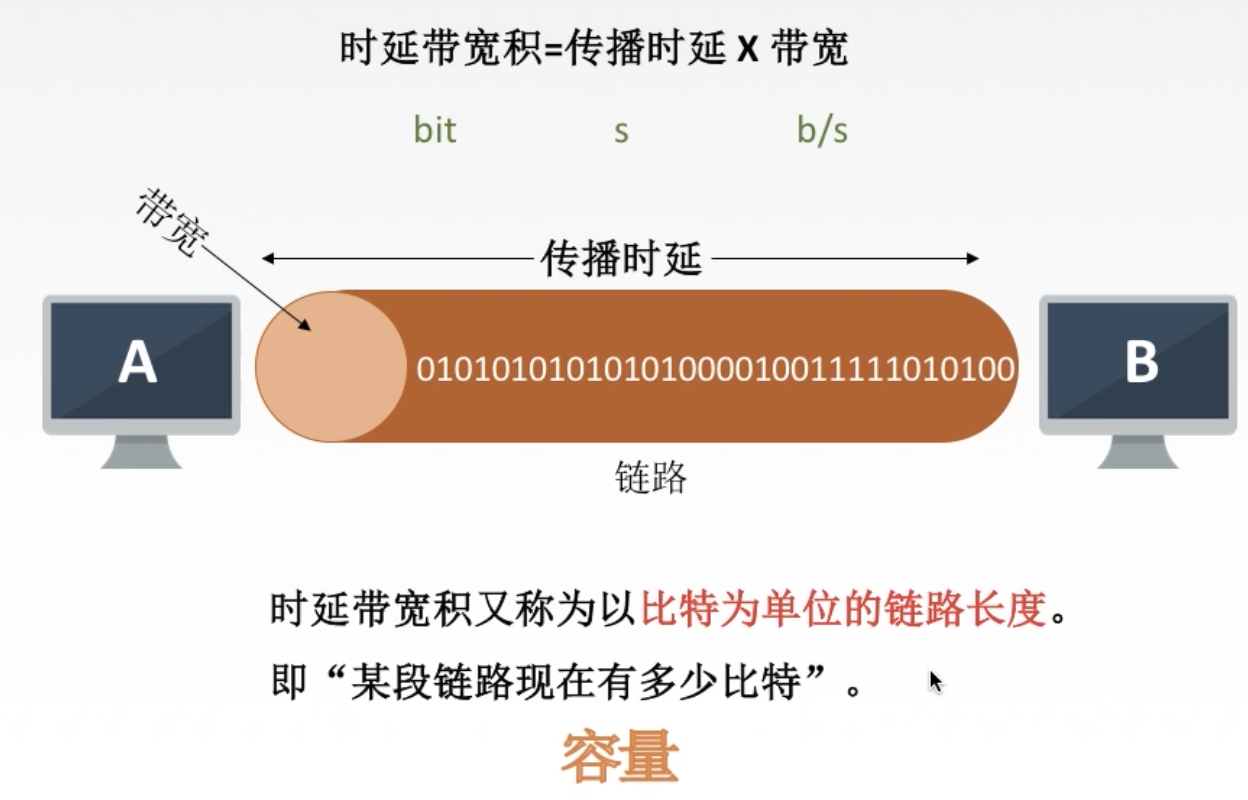 时延带宽积=传播时延 X 带宽
bit s b/s
带宽
传播时延
A
01010101010101000010011111010100
B
链路
时延带宽积又称为以比特为单位的链路长度。
即“某段链路现在有多少比特”。
容量